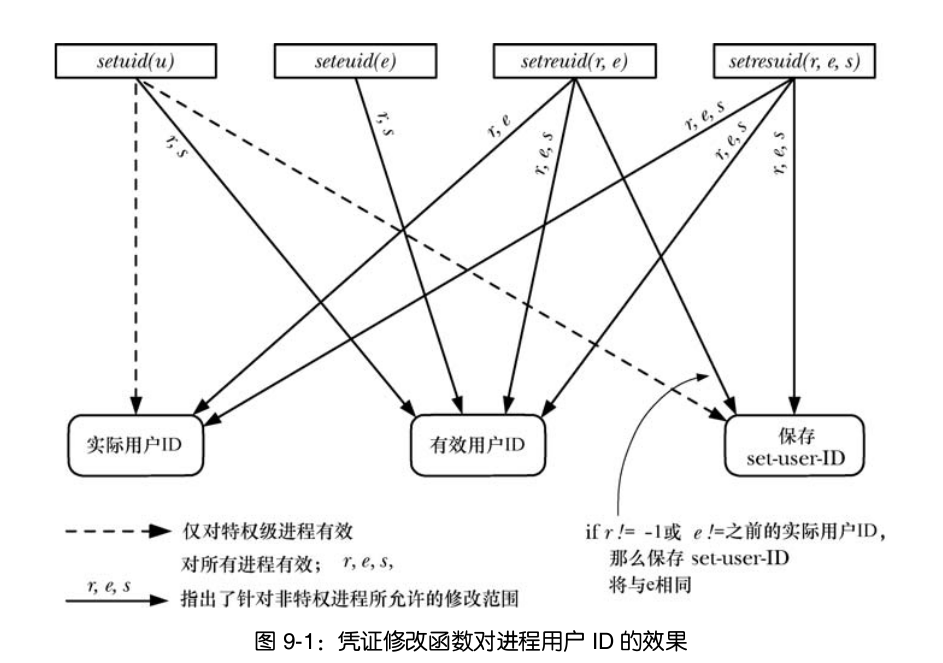 setuid(u)
seteuid(e)
setreuid(r, e)
setresuid(r, e, s)
r, s
r, s
r, e
r, e, s
r, e, s
r, e, s
r, e, s
实际用户ID
有效用户ID
保存
set-user-ID
仅对特权级进程有效
对所有进程有效； r, e, s,
r, e, s
指出了针对非特权进程所允许的修改范围
if r != -1或 e !=之前的实际用户ID，
那么保存 set-user-ID
将与e相同
图 9-1：凭证修改函数对进程用户 ID 的效果